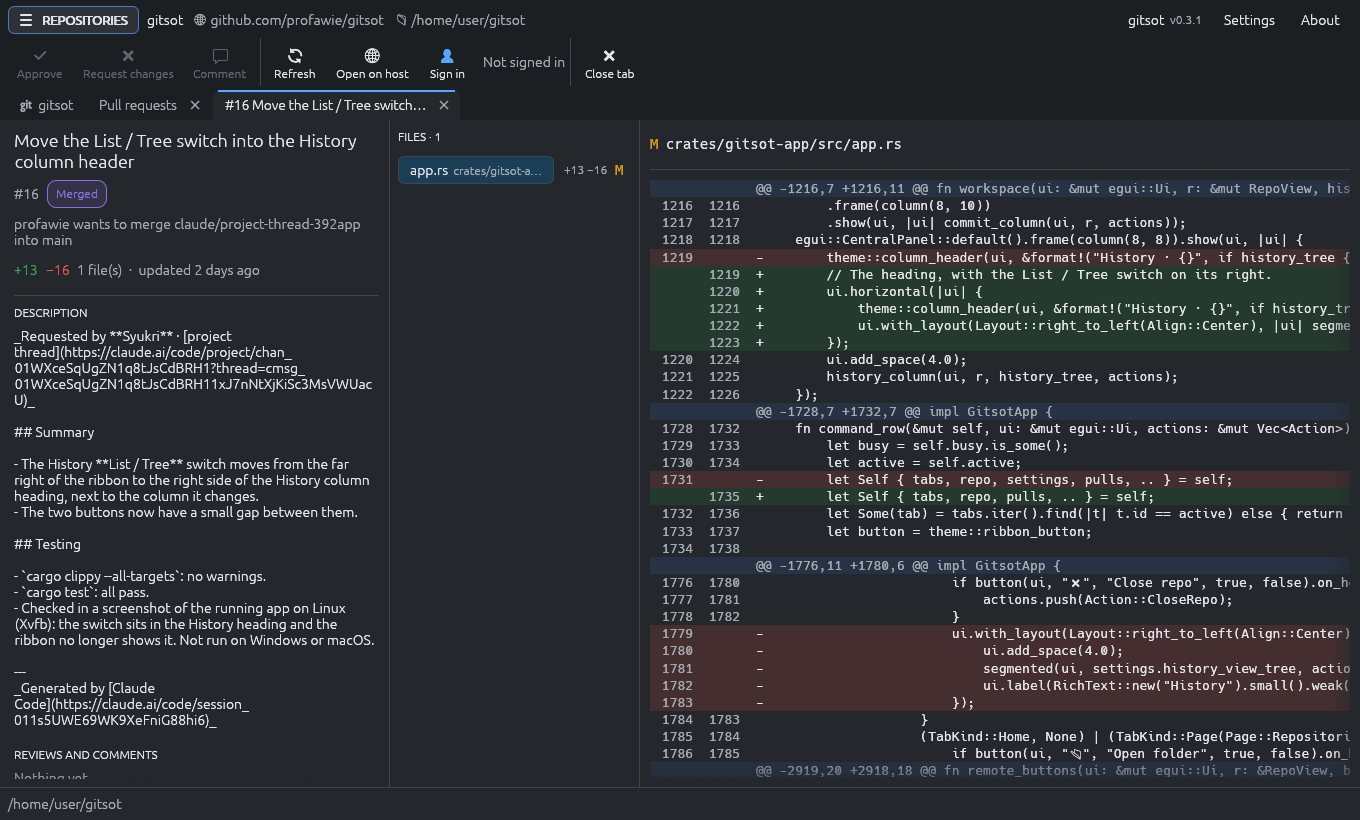 REPOSITORIES gitsot github.com/profawie/gitsot /home/user/gitsot gitsot v0.3.1 Settings About
Approve Request changes Comment Refresh Open on host Sign in Not signed in Close tab
git gitsot Pull requests #16 Move the List / Tree switch…
Move the List / Tree switch into the History
column header
#16 Merged
profawie wants to merge claude/project-thread-392app
into main
+13 −16 1 file(s) · updated 2 days ago
DESCRIPTION
_Requested by **Syukri** · [project
thread](https://claude.ai/code/project/chan_
01WXceSqUgZN1q8tJsCdBRH1?thread=cmsg_
01WXceSqUgZN1q8tJsCdBRH11xJ7nNtXjKiSc3MsVWUac
U)_
## Summary
- The History **List / Tree** switch moves from the far
right of the ribbon to the right side of the History column
heading, next to the column it changes.
- The two buttons now have a small gap between them.
## Testing
- `cargo clippy --all-targets`: no warnings.
- `cargo test`: all pass.
- Checked in a screenshot of the running app on Linux
(Xvfb): the switch sits in the History heading and the
ribbon no longer shows it. Not run on Windows or macOS.
---
_Generated by [Claude
Code](https://claude.ai/code/session_
011s5UWE69WK9XeFniG88hi6)_
REVIEWS AND COMMENTS
Nothing yet
FILES · 1
app.rs crates/gitsot-a… +13 −16 M
M crates/gitsot-app/src/app.rs
@@ -1216,7 +1216,11 @@ fn workspace(ui: &mut egui::Ui, r: &mut RepoView, his
1216 1216 .frame(column(8, 10))
1217 1217 .show(ui, |ui| commit_column(ui, r, actions));
1218 1218 egui::CentralPanel::default().frame(column(8, 8)).show(ui, |ui| {
1219 - theme::column_header(ui, &format!("History · {}", if history_tree {
1219 + // The heading, with the List / Tree switch on its right.
1220 + ui.horizontal(|ui| {
1221 + theme::column_header(ui, &format!("History · {}", if history_tr
1222 + ui.with_layout(Layout::right_to_left(Align::Center), |ui| segme
1223 + });
1220 1224 ui.add_space(4.0);
1221 1225 history_column(ui, r, history_tree, actions);
1222 1226 });
@@ -1728,7 +1732,7 @@ impl GitsotApp {
1728 1732 fn command_row(&mut self, ui: &mut egui::Ui, actions: &mut Vec<Action>)
1729 1733 let busy = self.busy.is_some();
1730 1734 let active = self.active;
1731 - let Self { tabs, repo, settings, pulls, .. } = self;
1735 + let Self { tabs, repo, pulls, .. } = self;
1732 1736 let Some(tab) = tabs.iter().find(|t| t.id == active) else { return
1733 1737 let button = theme::ribbon_button;
1734 1738
@@ -1776,11 +1780,6 @@ impl GitsotApp {
1776 1780 if button(ui, "🗙", "Close repo", true, false).on_h
1777 1781 actions.push(Action::CloseRepo);
1778 1782 }
1779 - ui.with_layout(Layout::right_to_left(Align::Center)
1780 - ui.add_space(4.0);
1781 - segmented(ui, settings.history_view_tree, actio
1782 - ui.label(RichText::new("History").small().weak(
1783 - });
1784 1783 }
1785 1784 (TabKind::Home, None) | (TabKind::Page(Page::Repositori
1786 1785 if button(ui, "📁", "Open folder", true, false).on_
@@ -2919,20 +2918,18 @@ fn remote_buttons(ui: &mut egui::Ui, r: &RepoView, b
/home/user/gitsot